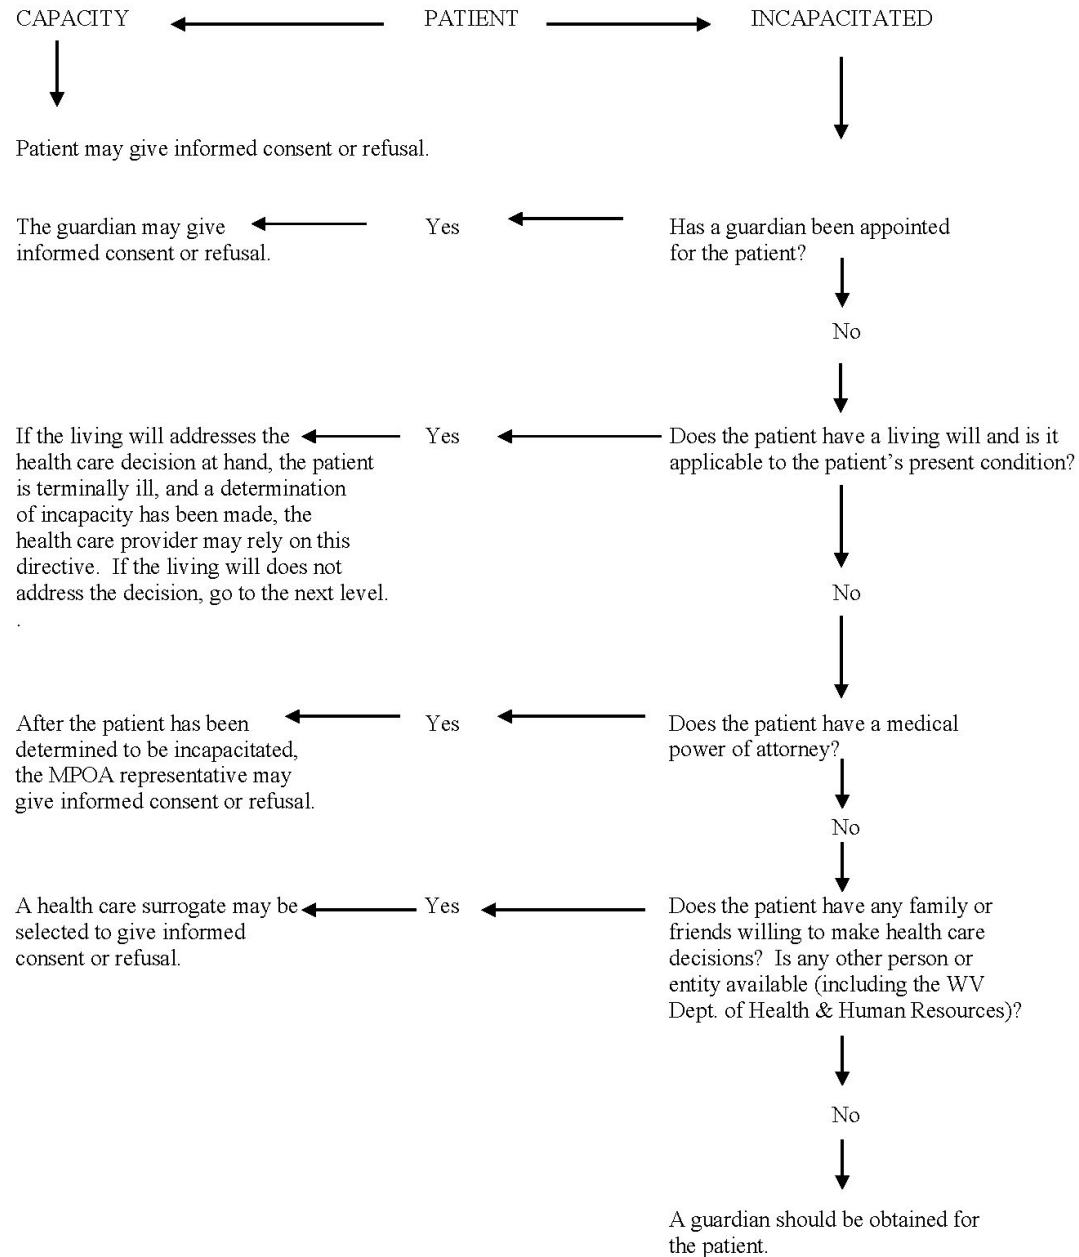 CAPACITY PATIENT INCAPACITATED
Patient may give informed consent or refusal.
The guardian may give
informed consent or refusal.
Yes
Has a guardian been appointed
for the patient?
No
If the living will addresses the
health care decision at hand, the patient
is terminally ill, and a determination
of incapacity has been made, the
health care provider may rely on this
directive.  If the living will does not
address the decision, go to the next level.
.
Yes
Does the patient have a living will and is it
applicable to the patient's present condition?
No
After the patient has been
determined to be incapacitated,
the MPOA representative may
give informed consent or refusal.
Yes
Does the patient have a medical
power of attorney?
No
A health care surrogate may be
selected to give informed
consent or refusal.
Yes
Does the patient have any family or
friends willing to make health care
decisions?  Is any other person or
entity available (including the WV
Dept. of Health & Human Resources)?
No
A guardian should be obtained for
the patient.